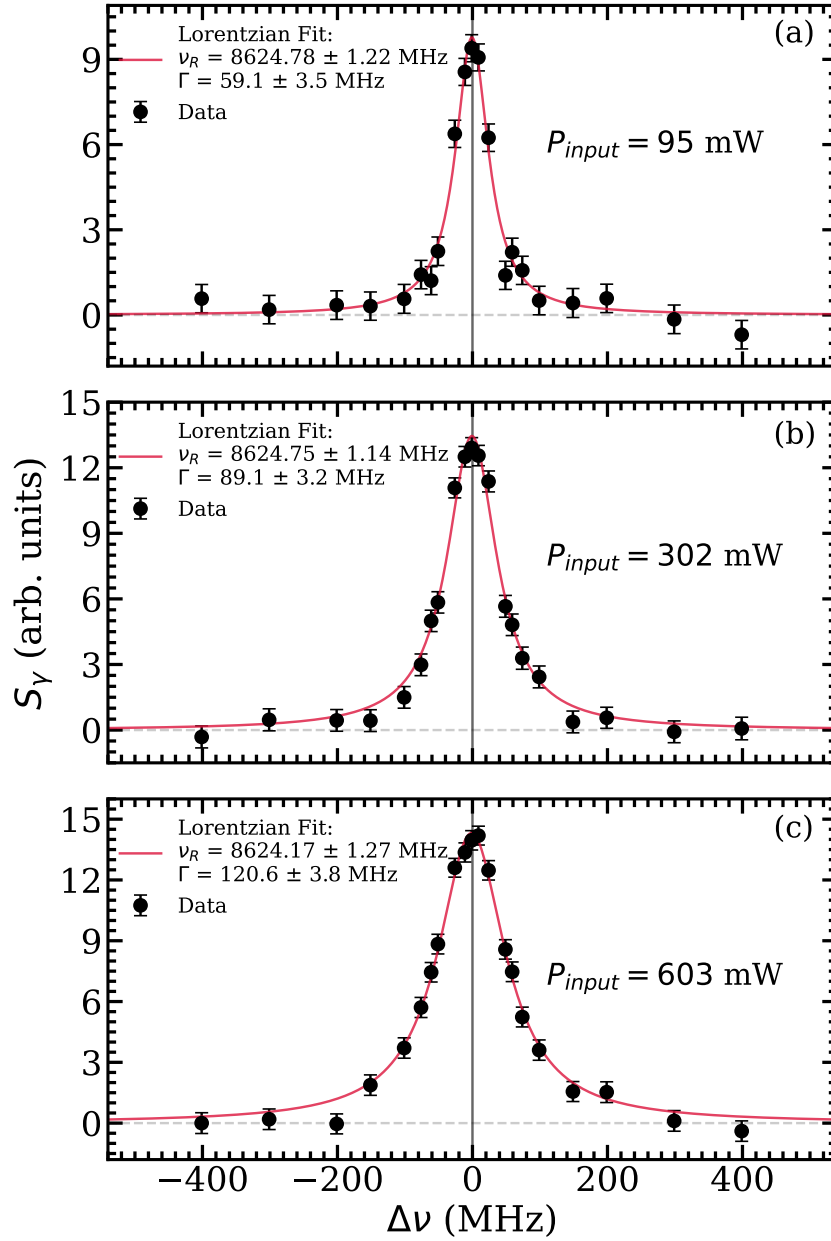 (a)
Lorentzian Fit:
ν_R = 8624.78 ± 1.22 MHz
Γ = 59.1 ± 3.5 MHz
Data
P_input = 95 mW
9
6
3
0
(b)
Lorentzian Fit:
ν_R = 8624.75 ± 1.14 MHz
Γ = 89.1 ± 3.2 MHz
Data
P_input = 302 mW
15
12
9
6
3
0
S_γ (arb. units)
(c)
Lorentzian Fit:
ν_R = 8624.17 ± 1.27 MHz
Γ = 120.6 ± 3.8 MHz
Data
P_input = 603 mW
15
12
9
6
3
0
−400 −200 0 200 400
Δν (MHz)